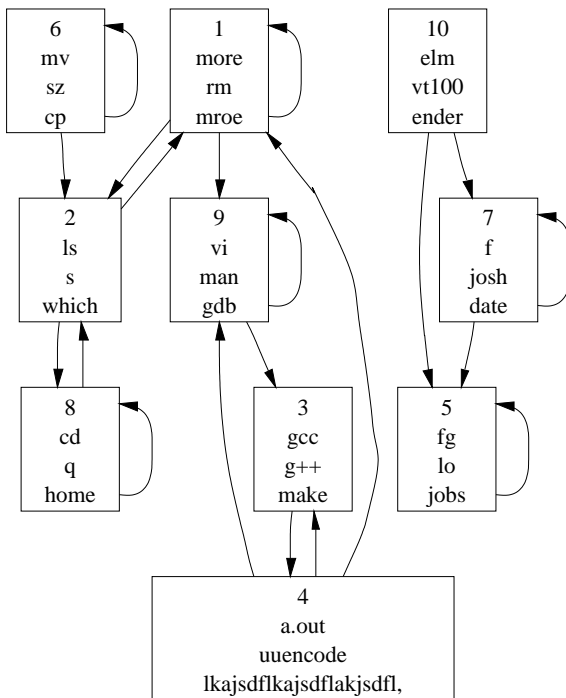 6
mv
sz
cp
1
more
rm
mroe
10
elm
vt100
ender
2
ls
s
which
9
vi
man
gdb
7
f
josh
date
8
cd
q
home
3
gcc
g++
make
5
fg
lo
jobs
4
a.out
uuencode
lkajsdflkajsdflakjsdfl,